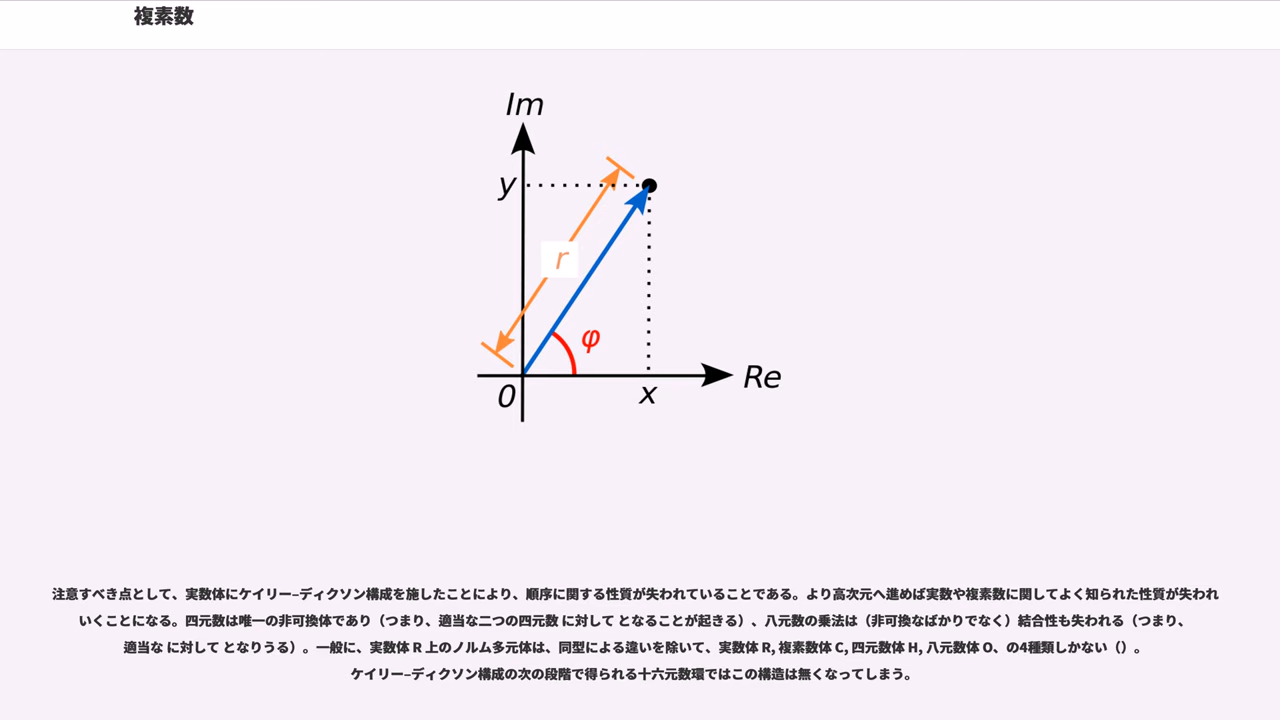 複素数
Im
y
r
φ
0
x
Re
注意すべき点として、実数体にケイリー–ディクソン構成を施したことにより、順序に関する性質が失われていることである。より高次元へ進めば実数や複素数に関してよく知られた性質が失われ
いくことになる。四元数は唯一の非可換体であり（つまり、適当な二つの四元数 に対して となることが起きる）、八元数の乗法は（非可換なばかりでなく）結合性も失われる（つまり、
適当な に対して となりうる）。一般に、実数体 R 上のノルム多元体は、同型による違いを除いて、実数体 R, 複素数体 C, 四元数体 H, 八元数体 O、の4種類しかない（）。
ケイリー–ディクソン構成の次の段階で得られる十六元数環ではこの構造は無くなってしまう。